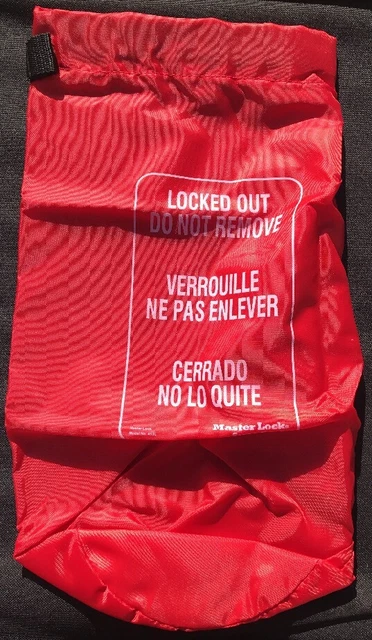 LOCKED OUT
DO NOT REMOVE
VERROUILLE
NE PAS ENLEVER
CERRADO
NO LO QUITE
Master Lock